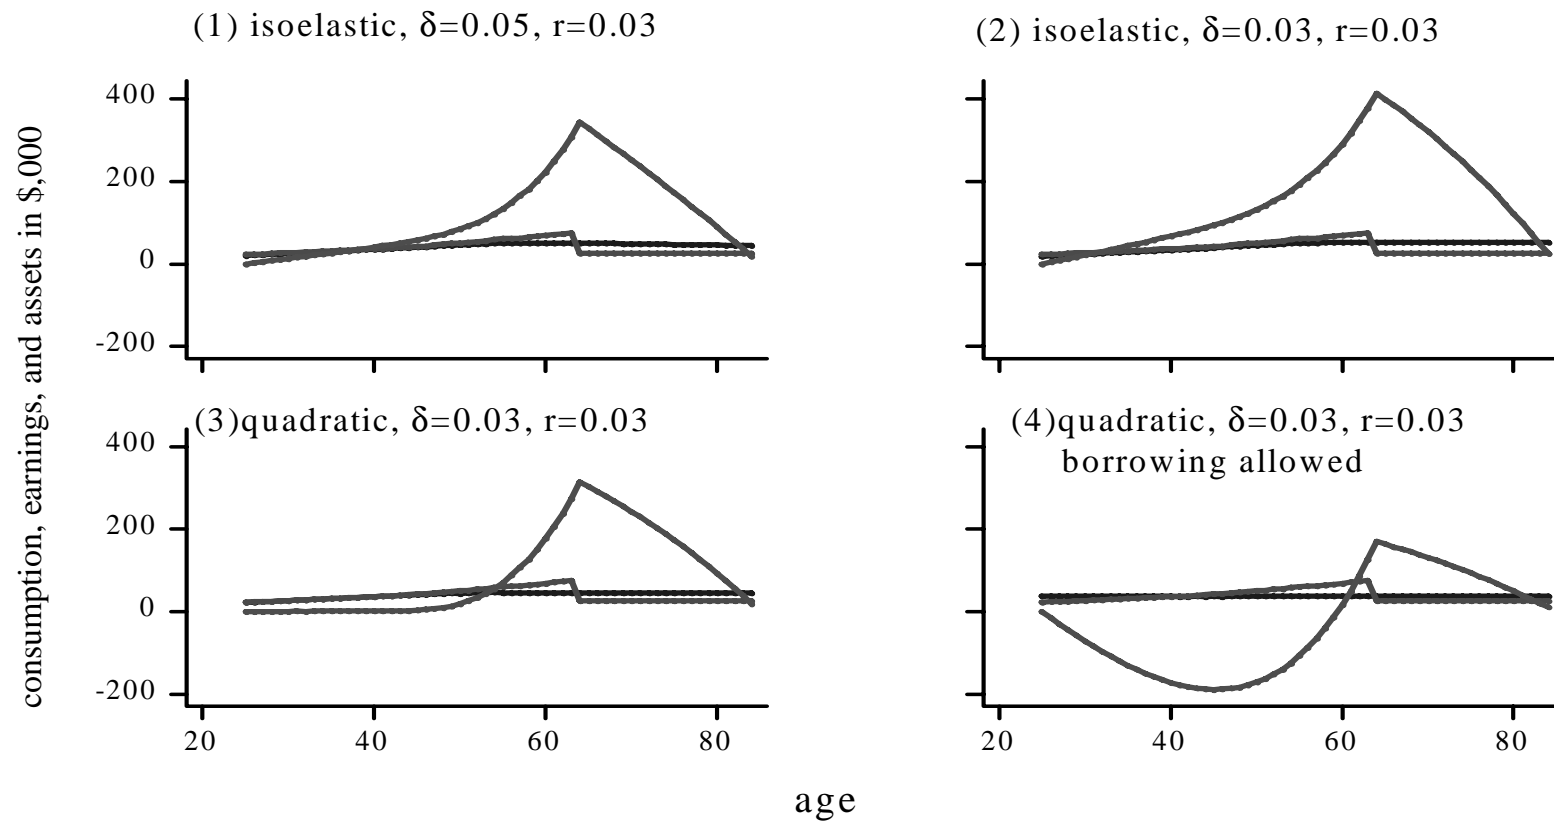 (1) isoelastic, δ=0.05, r=0.03
(2) isoelastic, δ=0.03, r=0.03
400
200
0
-200
(3)quadratic, δ=0.03, r=0.03
(4)quadratic, δ=0.03, r=0.03
borrowing allowed
400
200
0
-200
20 40 60 80
20 40 60 80
age
consumption, earnings, and assets in $,000